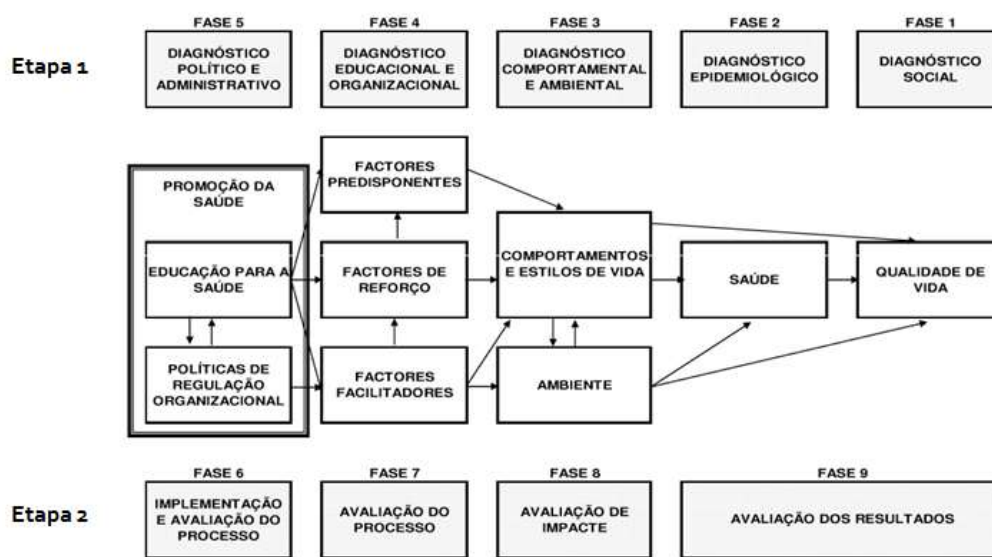 FASE 5 FASE 4 FASE 3 FASE 2 FASE 1
Etapa 1
DIAGNÓSTICO
POLÍTICO E
ADMINISTRATIVO
DIAGNÓSTICO
EDUCACIONAL E
ORGANIZACIONAL
DIAGNÓSTICO
COMPORTAMENTAL
E AMBIENTAL
DIAGNÓSTICO
EPIDEMIOLÓGICO
DIAGNÓSTICO
SOCIAL
PROMOÇÃO DA
SAÚDE
EDUCAÇÃO PARA A
SAÚDE
POLÍTICAS DE
REGULAÇÃO
ORGANIZACIONAL
FACTORES
PREDISPONENTES
FACTORES DE
REFORÇO
FACTORES
FACILITADORES
COMPORTAMENTOS
E ESTILOS DE VIDA
AMBIENTE
SAÚDE
QUALIDADE DE
VIDA
FASE 6 FASE 7 FASE 8 FASE 9
Etapa 2
IMPLEMENTAÇÃO
E AVALIAÇÃO DO
PROCESSO
AVALIAÇÃO DO
PROCESSO
AVALIAÇÃO DE
IMPACTE
AVALIAÇÃO DOS RESULTADOS